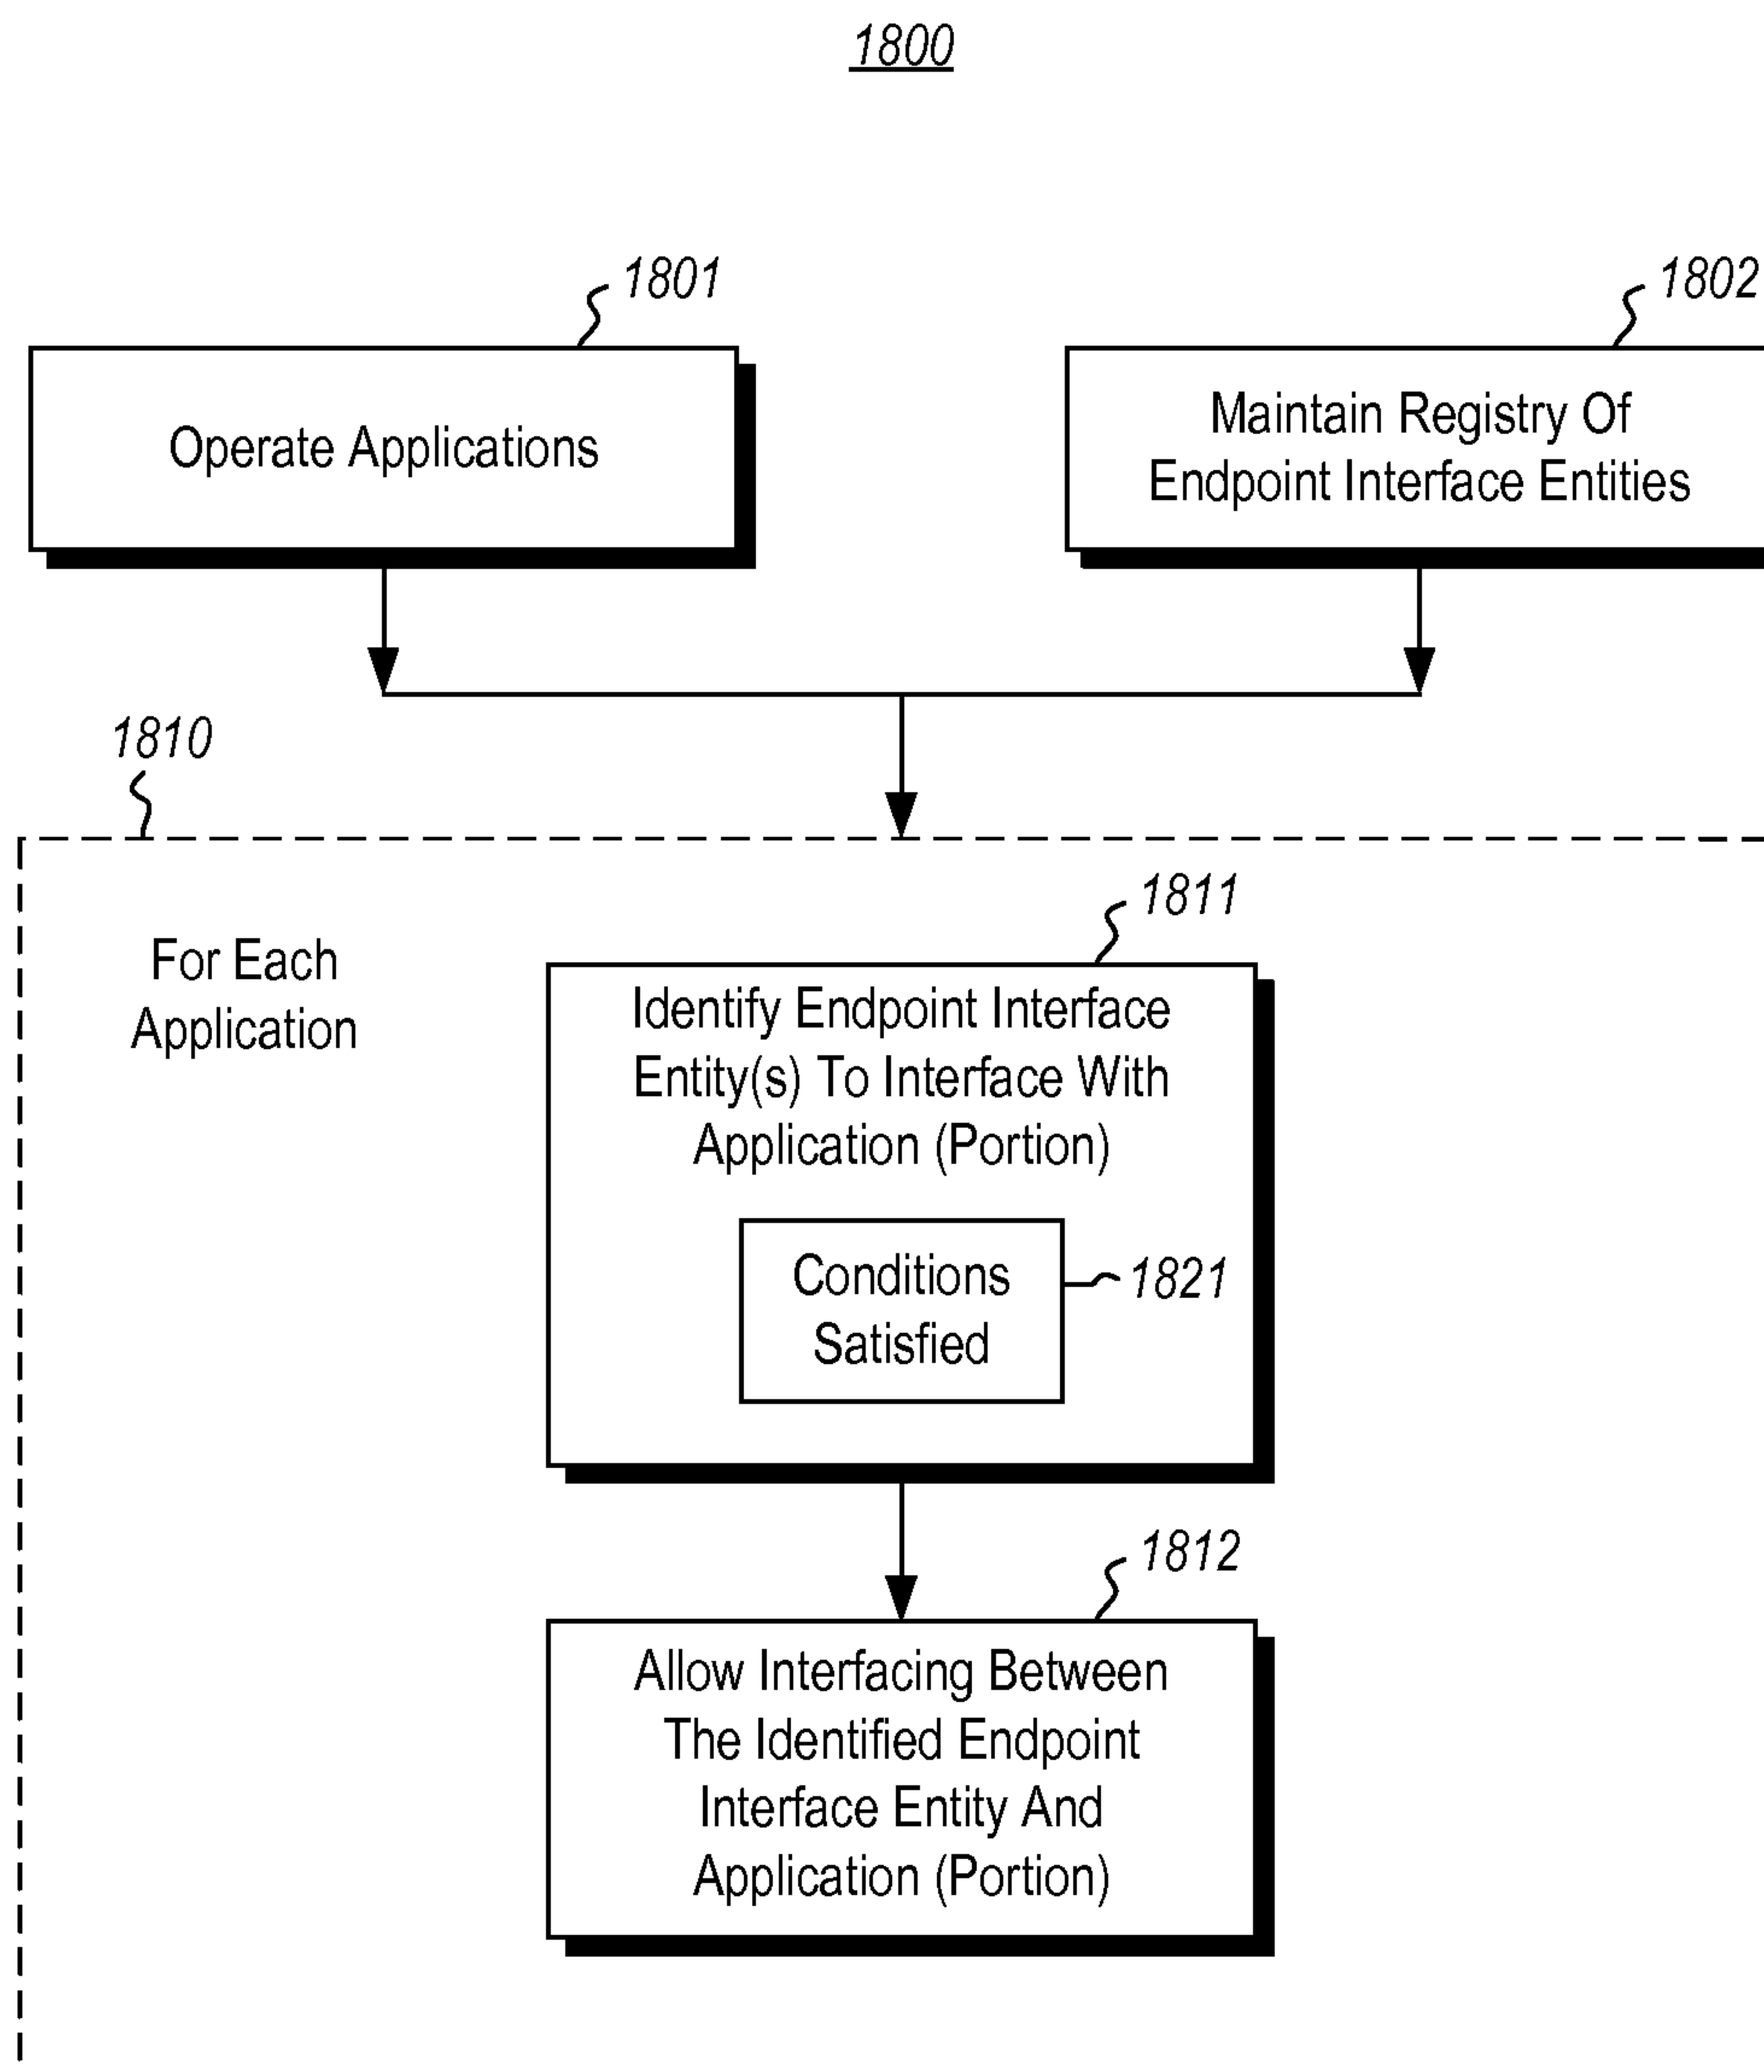 1800
1801
1802
Operate Applications
Maintain Registry Of
Endpoint Interface Entities
1810
1811
For Each
Application
Identify Endpoint Interface
Entity(s) To Interface With
Application (Portion)
Conditions
Satisfied
1821
1812
Allow Interfacing Between
The Identified Endpoint
Interface Entity And
Application (Portion)